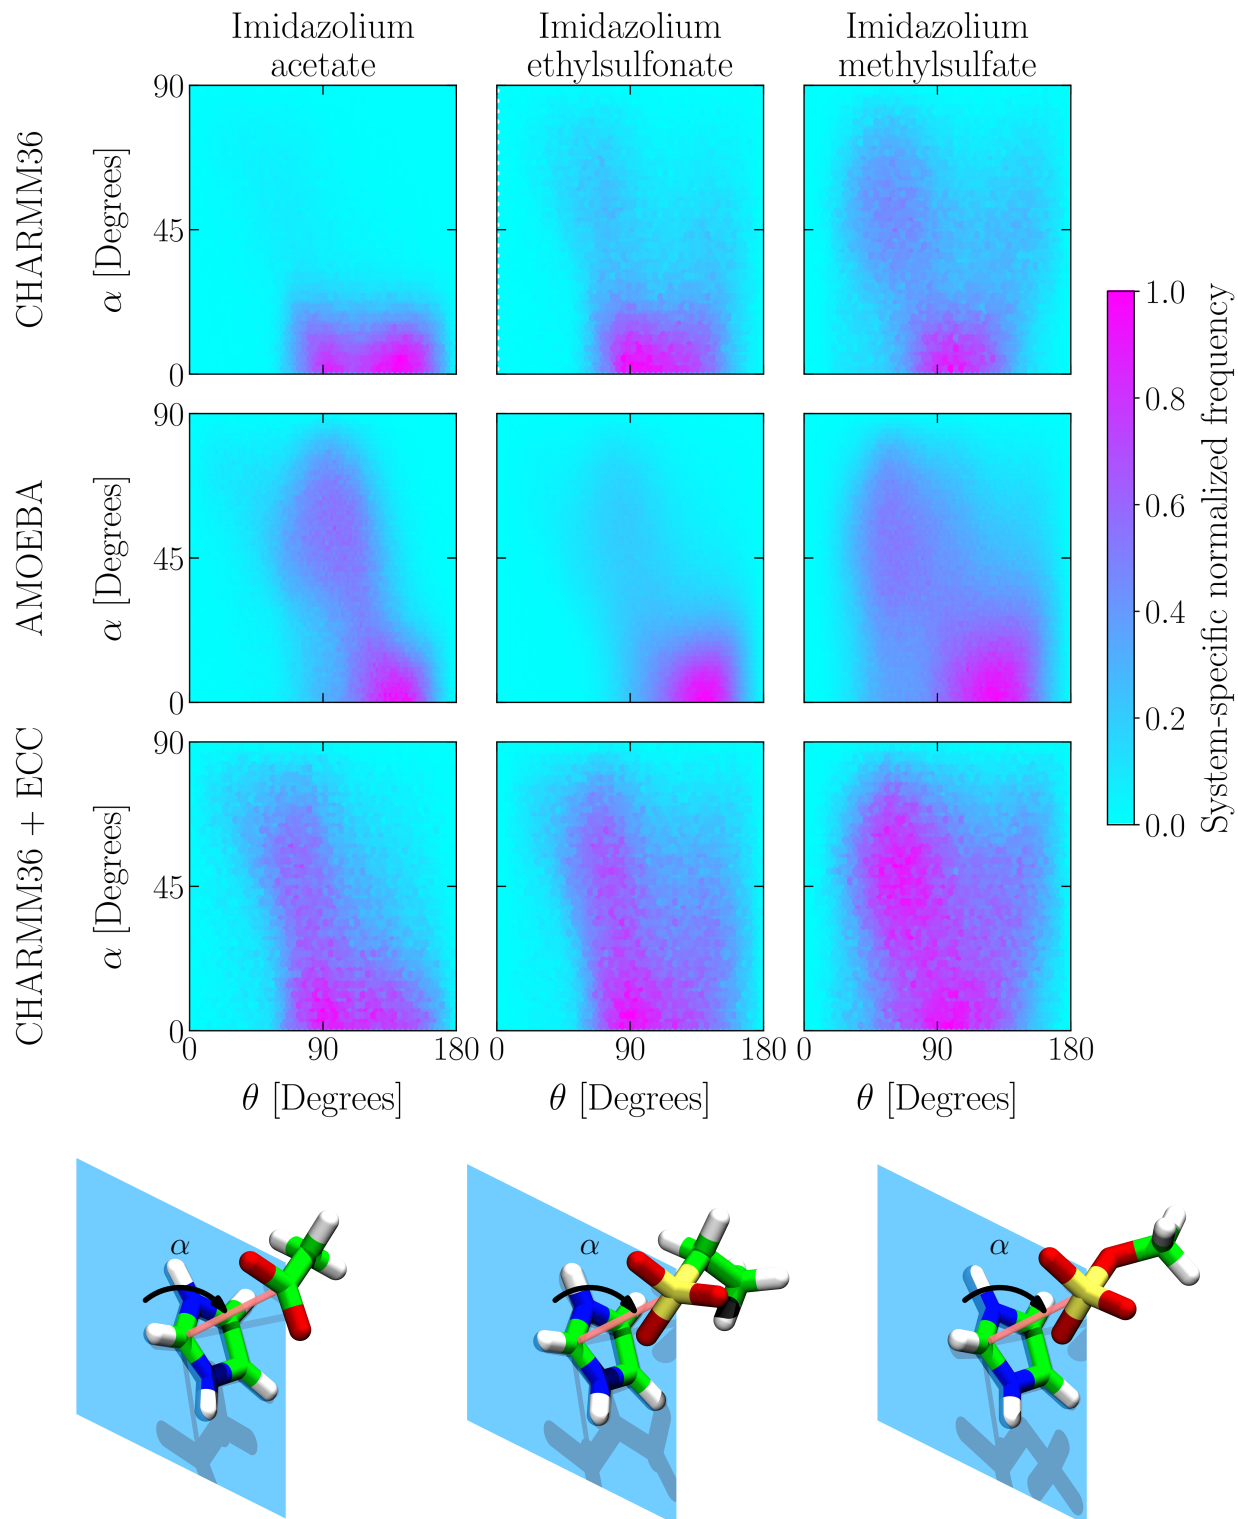 Imidazolium
acetate
Imidazolium
ethylsulfonate
Imidazolium
methylsulfate
CHARMM36
α [Degrees]
90
45
0
AMOEBA
α [Degrees]
90
45
0
CHARMM36 + ECC
α [Degrees]
90
45
0
0 90 180
0 90 180
0 90 180
θ [Degrees]
θ [Degrees]
θ [Degrees]
1.0
0.8
0.6
0.4
0.2
0.0
System-specific normalized frequency
α
α
α